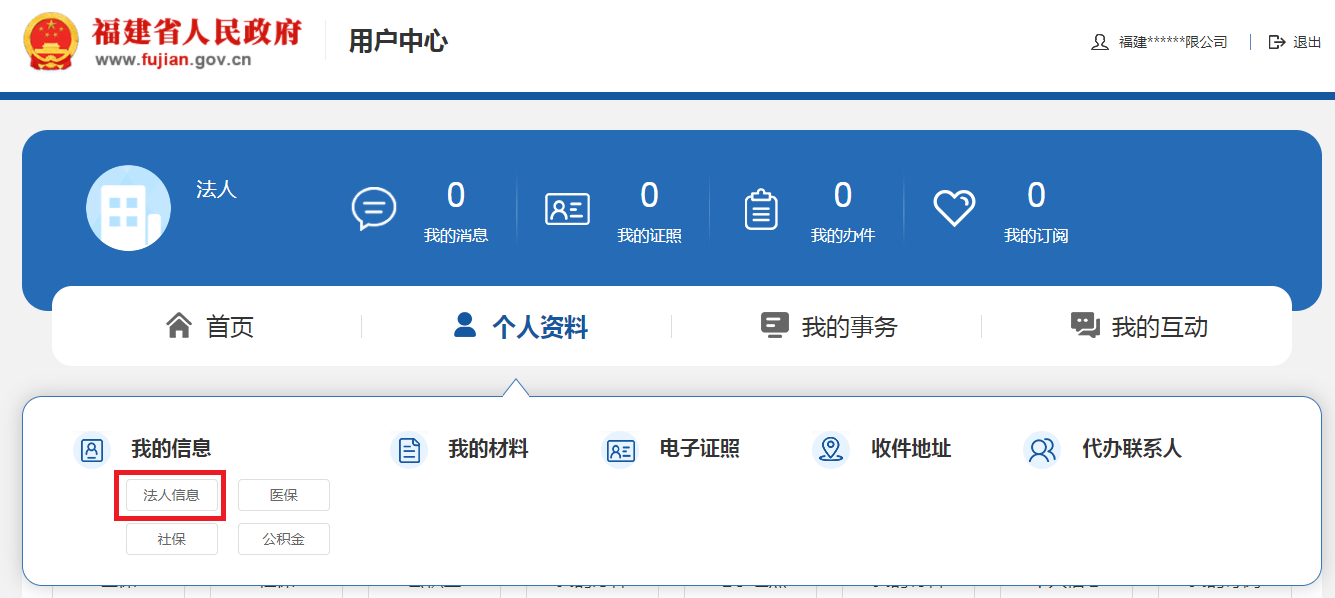 福建省人民政府
www.fujian.gov.cn
用户中心
福建******限公司
退出
法人
0
我的消息
0
我的证照
0
我的办件
0
我的订阅
首页
个人资料
我的事务
我的互动
我的信息
我的材料
电子证照
收件地址
代办联系人
法人信息
医保
社保
公积金